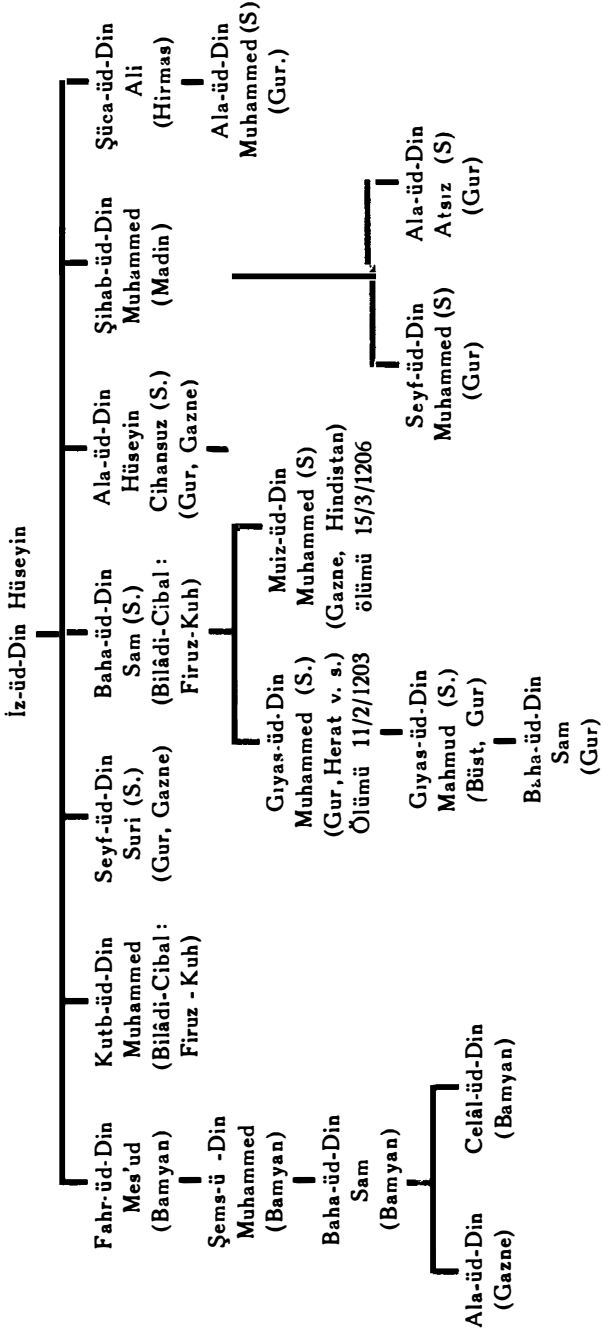 İz-üd-Din Hüseyin
Fahr-üd-Din
Mes'ud
(Bamyan)
Şems-ü -Din
Muhammed
(Bamyan)
Baha-üd-Din
Sam
(Bamyan)
Ala-üd-Din
(Gazne)
Celâl-üd-Din
(Bamyan)
Kutb-üd-Din
Muhammed
(Bilâdi-Cibal:
Firuz - Kuh)
Seyf-üd-Din
Suri (S.)
(Gur, Gazne)
Baha-üd-Din
Sam (S.)
(Bilâdi-Cibal:
Firuz-Kuh)
Gıyas-üd-Din
Muhammed (S.)
(Gur, Herat v. s.)
Ölümü 11/2/1203
Gıyas-üd-Din
Mahmud (S.)
(Büst, Gur)
Baha-üd-Din
Sam
(Gur)
Muiz-üd-Din
Muhammed (S)
(Gazne, Hindistan)
ölümü 15/3/1206
Ala-üd-Din
Hüseyin
Cihansuz (S.)
(Gur, Gazne)
Seyf-üd-Din
Muhammed (S)
(Gur)
Ala-üd-Din
Atsız (S)
(Gur)
Şihab-üd-Din
Muhammed
(Madin)
Şüca-üd-Din
Ali
(Hirmas)
Ala-üd-Din
Muhammed (S)
(Gur.)